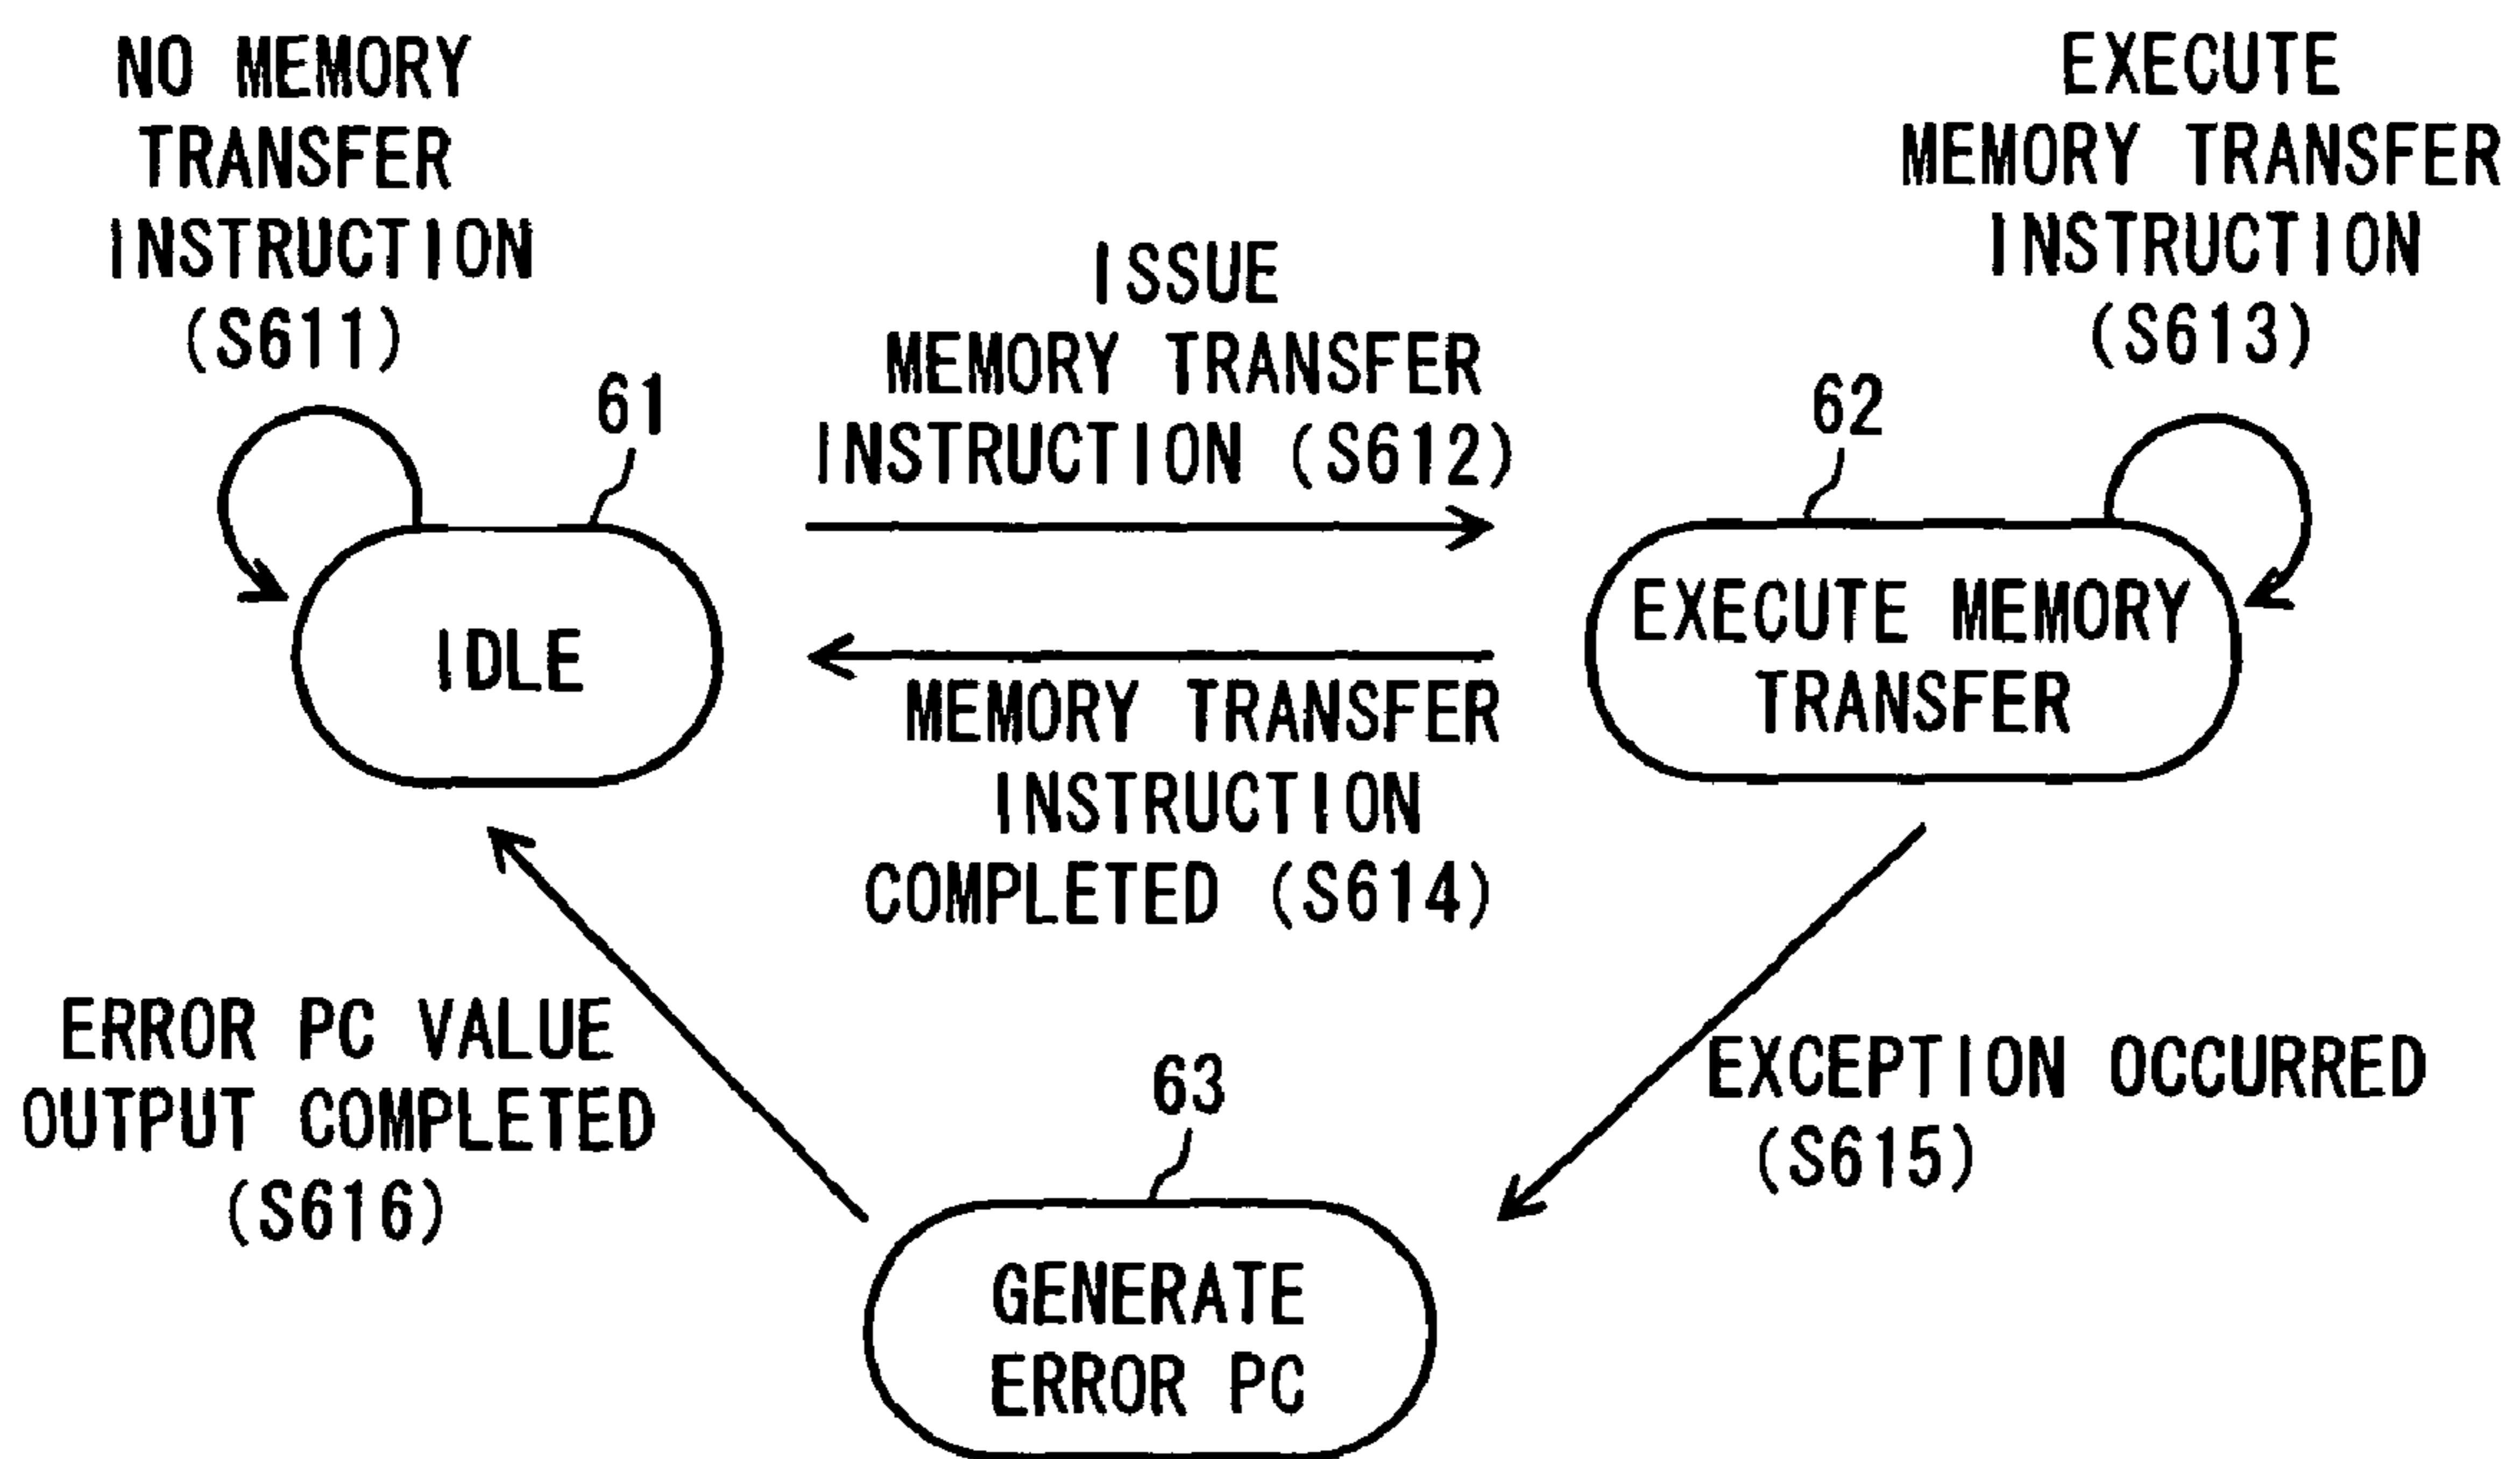 NO MEMORY
TRANSFER
INSTRUCTION
(S611)
61
ISSUE
MEMORY TRANSFER
INSTRUCTION (S612)
EXECUTE
MEMORY TRANSFER
INSTRUCTION
(S613)
62
IDLE
EXECUTE MEMORY
TRANSFER
MEMORY TRANSFER
INSTRUCTION
COMPLETED (S614)
ERROR PC VALUE
OUTPUT COMPLETED
(S616)
EXCEPTION OCCURRED
(S615)
63
GENERATE
ERROR PC